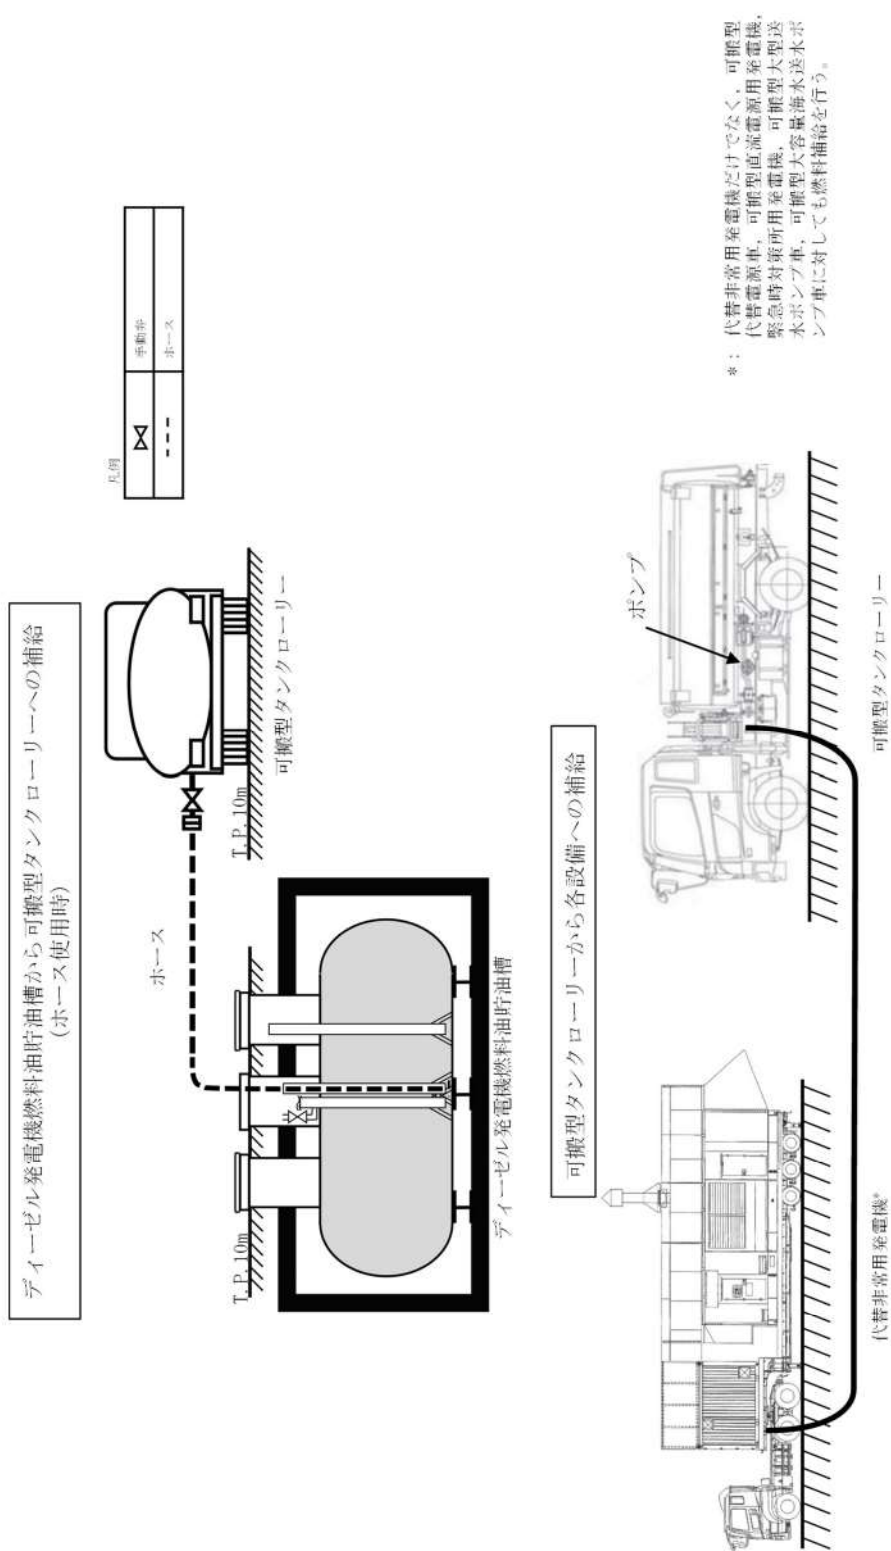 ディーゼル発電機燃料油貯油槽から可搬型タンクローリーへの補給
(ホース使用時)
凡例
手動弁
ホース
ホース
T.P. 10m
T.P. 10m
可搬型タンクローリー
ディーゼル発電機燃料油貯油槽
可搬型タンクローリーから各設備への補給
ポンプ
代替非常用発電機*
可搬型タンクローリー
*： 代替非常用発電機だけでなく，可搬型
代替電源車，可搬型直流電源用発電機，
緊急時対策所用発電機，可搬型大型送
水ポンプ車，可搬型大容量海水送水ポ
ンプ車に対しても燃料補給を行う。